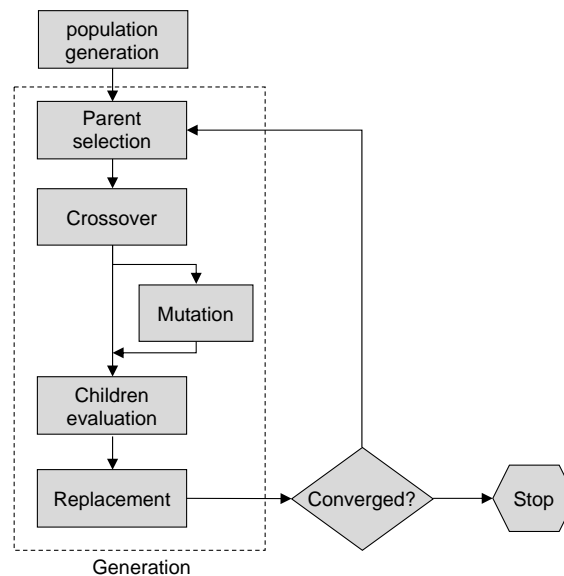 population
generation
Parent
selection
Crossover
Mutation
Children
evaluation
Replacement
Converged?
Stop
Generation